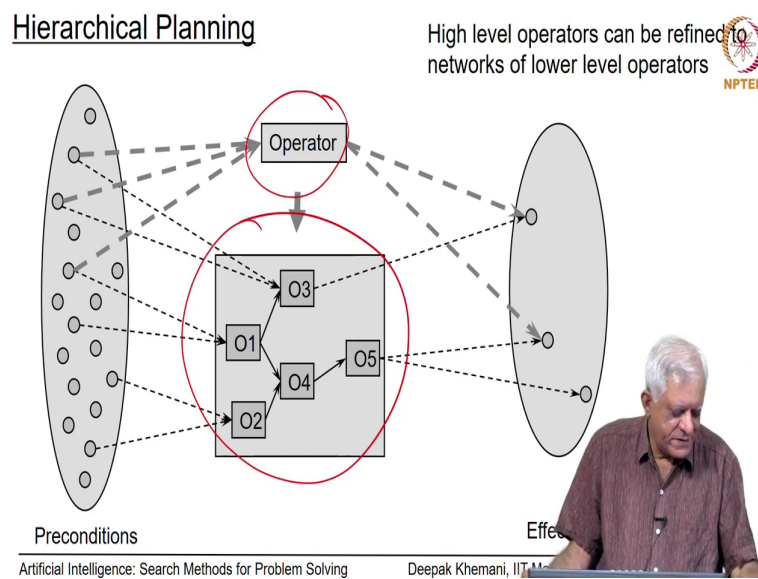 Hierarchical Planning
High level operators can be refined to
networks of lower level operators
NPTEL
Operator
O3
O1
O4
O5
O2
Preconditions
Artificial Intelligence: Search Methods for Problem Solving
Deepak Khemani, IIT